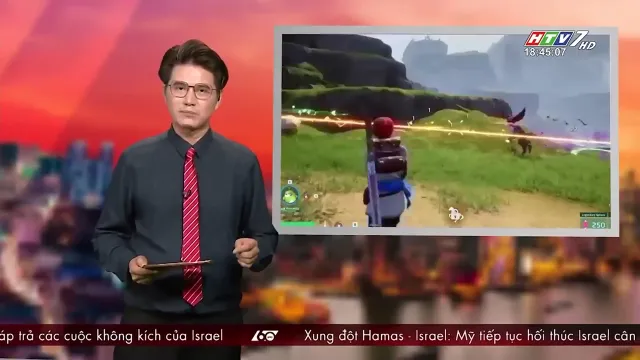 HTV7 HD
18:45:07
250
áp trả các cuộc không kích của Israel 60 Xung đột Hamas - Israel: Mỹ tiếp tục hối thúc Israel cân